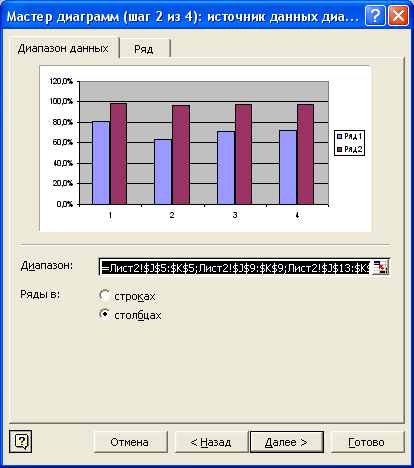 Мастер диаграмм (шаг 2 из 4): источник данных диа...
Диапазон данных Ряд
120,0%
100,0%
80,0%
60,0%
40,0%
20,0%
0,0%
1 2 3 4
Ряд1
Ряд2
Диапазон: =Лист2!$J$5:$K$5;Лист2!$J$9:$K$9;Лист2!$J$13:$K$
Ряды в: строках
столбцах
Отмена < Назад Далее > Готово